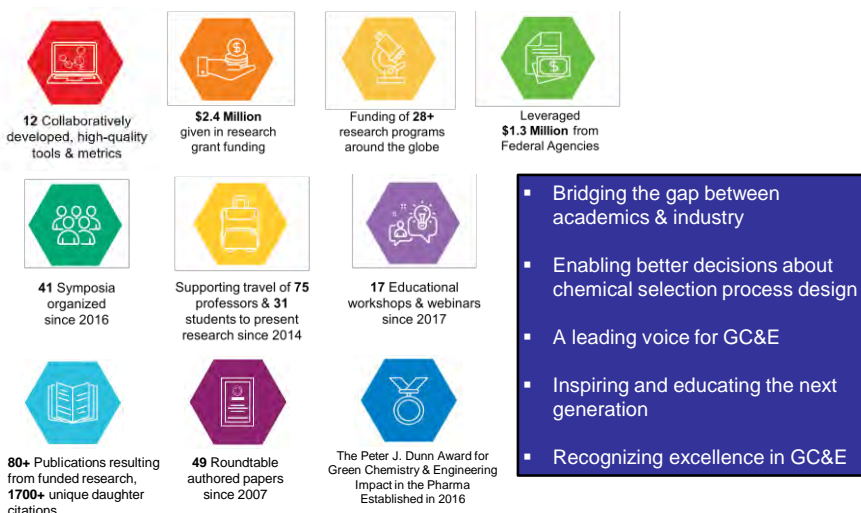 12 Collaboratively
developed, high-quality
tools & metrics
$2.4 Million
given in research
grant funding
Funding of 28+
research programs
around the globe
Leveraged
$1.3 Million from
Federal Agencies
41 Symposia
organized
since 2016
Supporting travel of 75
professors & 31
students to present
research since 2014
17 Educational
workshops & webinars
since 2017
▪ Bridging the gap between
academics & industry
▪ Enabling better decisions about
chemical selection process design
▪ A leading voice for GC&E
▪ Inspiring and educating the next
generation
▪ Recognizing excellence in GC&E
80+ Publications resulting
from funded research,
1700+ unique daughter
citations
49 Roundtable
authored papers
since 2007
The Peter J. Dunn Award for
Green Chemistry & Engineering
Impact in the Pharma
Established in 2016